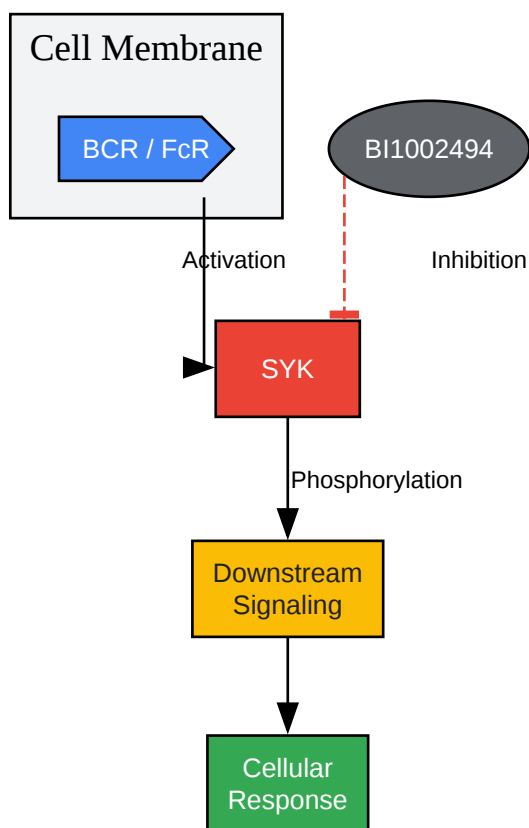 Cell Membrane
BCR / FcR
BI1002494
Activation
Inhibition
SYK
Phosphorylation
Downstream
Signaling
Cellular
Response